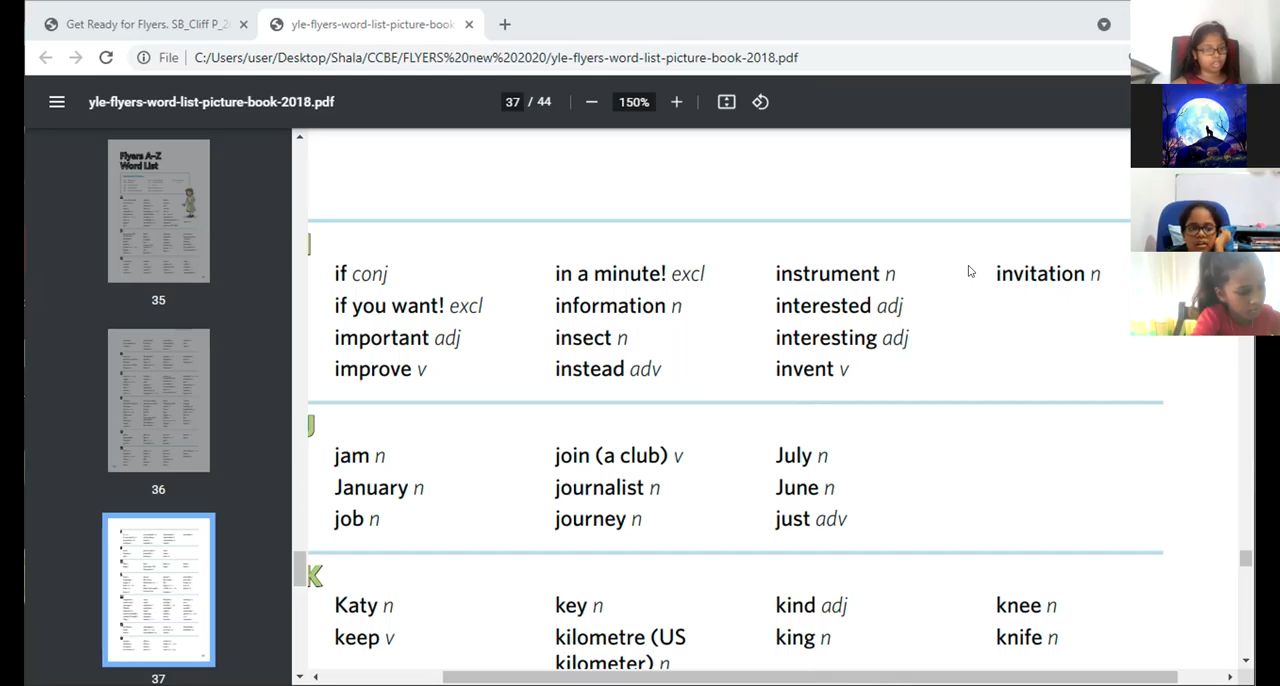 Get Ready for Flyers. SB_Cliff P_2
yle-flyers-word-list-picture-book
File C:/Users/user/Desktop/Shala/CCBE/FLYERS%20new%202020/yle-flyers-word-list-picture-book-2018.pdf
yle-flyers-word-list-picture-book-2018.pdf 37 / 44 150%
Flyers A–Z
Word List
35
36
37
I
if conj in a minute! excl instrument n invitation n
if you want! excl information n interested adj
important adj insect n interesting adj
improve v instead adv invent v
J
jam n join (a club) v July n
January n journalist n June n
job n journey n just adv
K
Katy n key n kind adj knee n
keep v kilometre (US king n knife n
kilometer) n